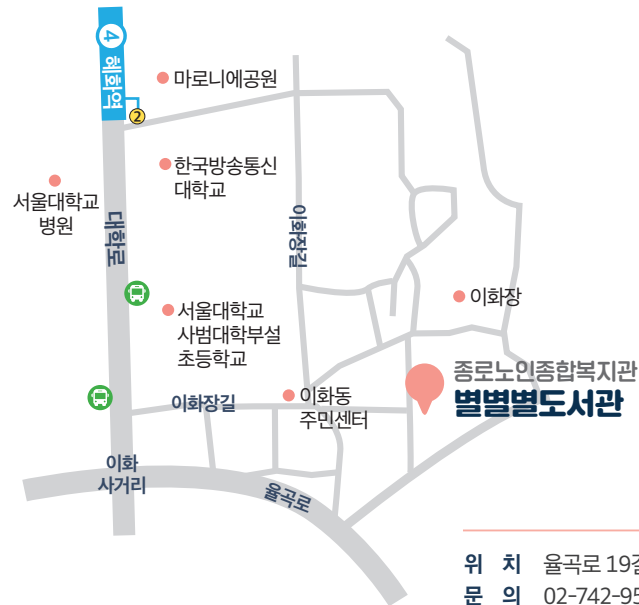 4 혜화역
2
마로니에공원
한국방송통신
대학교
서울대학교
병원
대학로
이화장길
이화장
서울대학교
사범대학부설
초등학교
종로노인종합복지관
별별별도서관
이화장길
이화동
주민센터
이화
사거리
율곡로
위 치 율곡로 19길
문 의 02-742-95